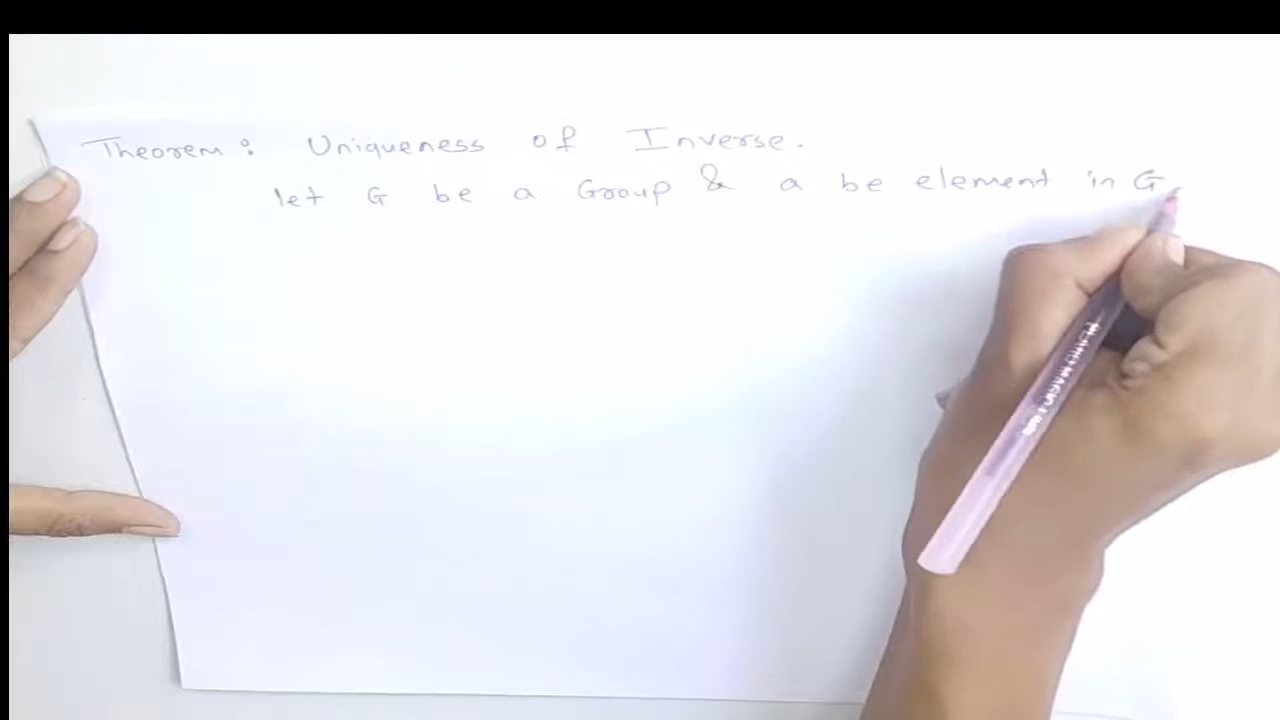 Theorem: Uniqueness of Inverse.
let G be a Group & a be element in G